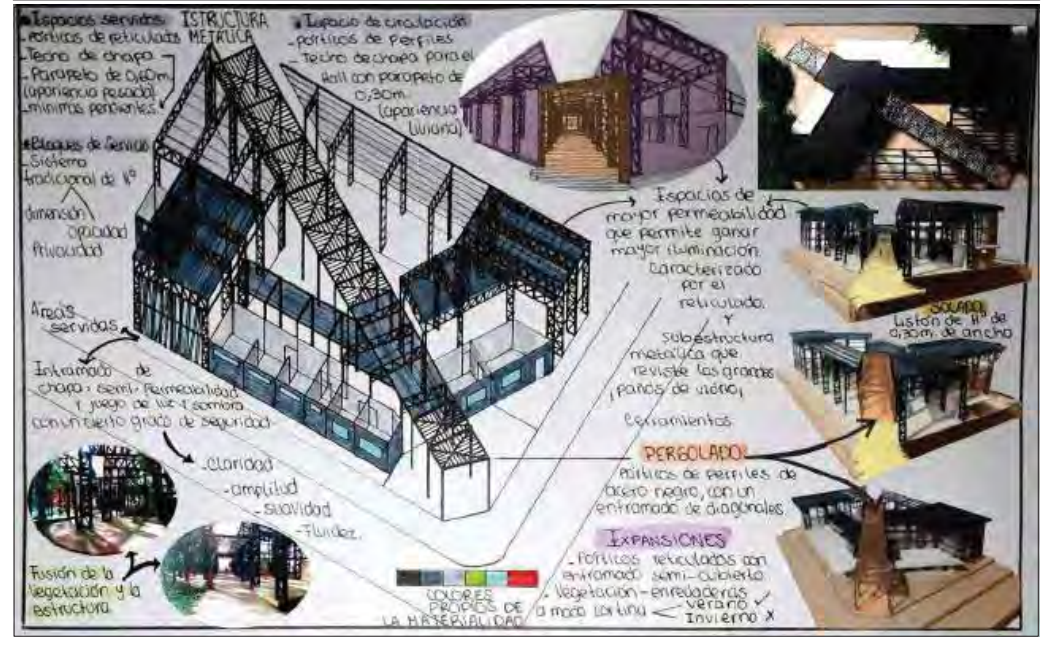 Espacios servidos: ESTRUCTURA METÁLICA
-Pórticos de reticulados
-Techo de chapa
-Parapeto de 0,60m.
(apariencia pesada)
-mínimas pendientes.
Espacio de circulación:
-pórticos de perfiles
-Techo de chapa para el
Hall con parapeto de
0,30m.
(apariencia
liviana)
Bloques de Servicio
-Sistema
tradicional de Hº
dimensión
opacidad
Privacidad
Áreas
servidas
Entramado de
chapa, semi-permeabilidad
y juego de luz y sombra
con un cierto grado de seguridad.
-Claridad
-amplitud
-suavidad
-Fluidez.
Fusión de la
vegetación y la
estructura.
COLORES
PROPIOS DE
LA MATERIALIDAD
Espacios de
mayor permeabilidad
que permite ganar
mayor iluminación.
Caracterizado
por el
reticulado.
y
Subestructura
metálica que
reviste los grandes
paños de vidrio,
Cerramientos.
SOLADO:
Listón de Hº de
0,30m. de ancho
PERGOLADO:
Pórticos de perfiles de
acero negro, con un
entramado de diagonales.
EXPANSIONES
-Pórticos reticulados con
entramado semi-cubierto
-vegetación-enredaderas
a modo cortina
verano ✓
Invierno X